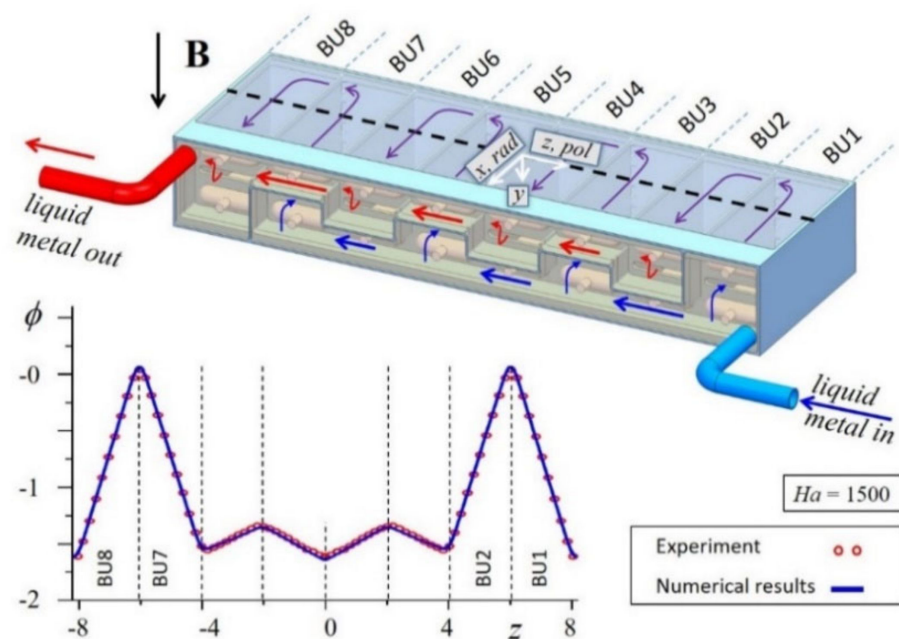 B
BU8
BU7
BU6
BU5
BU4
BU3
BU2
BU1
x, rad
z, pol
y
liquid
metal out
liquid
metal in
ϕ
-0
-1
-2
BU8
BU7
BU2
BU1
-8
-4
0
4
z
8
Ha = 1500
Experiment
Numerical results